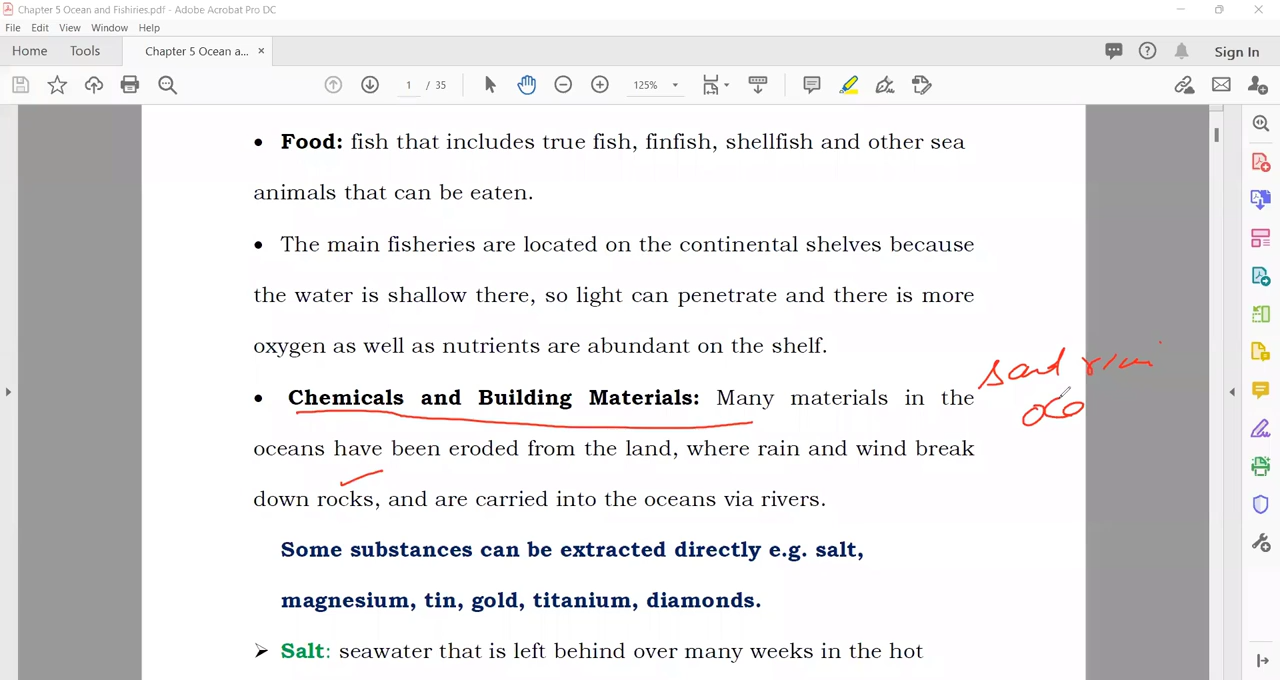 Chapter 5 Ocean and Fishiries.pdf - Adobe Acrobat Pro DC
File Edit View Window Help
Home Tools Chapter 5 Ocean a... × Sign In
1 / 35 125%
• Food: fish that includes true fish, finfish, shellfish and other sea
animals that can be eaten.
• The main fisheries are located on the continental shelves because
the water is shallow there, so light can penetrate and there is more
oxygen as well as nutrients are abundant on the shelf.
sand
• Chemicals and Building Materials: Many materials in the
oceans have been eroded from the land, where rain and wind break
down rocks, and are carried into the oceans via rivers.
Some substances can be extracted directly e.g. salt,
magnesium, tin, gold, titanium, diamonds.
➢ Salt: seawater that is left behind over many weeks in the hot